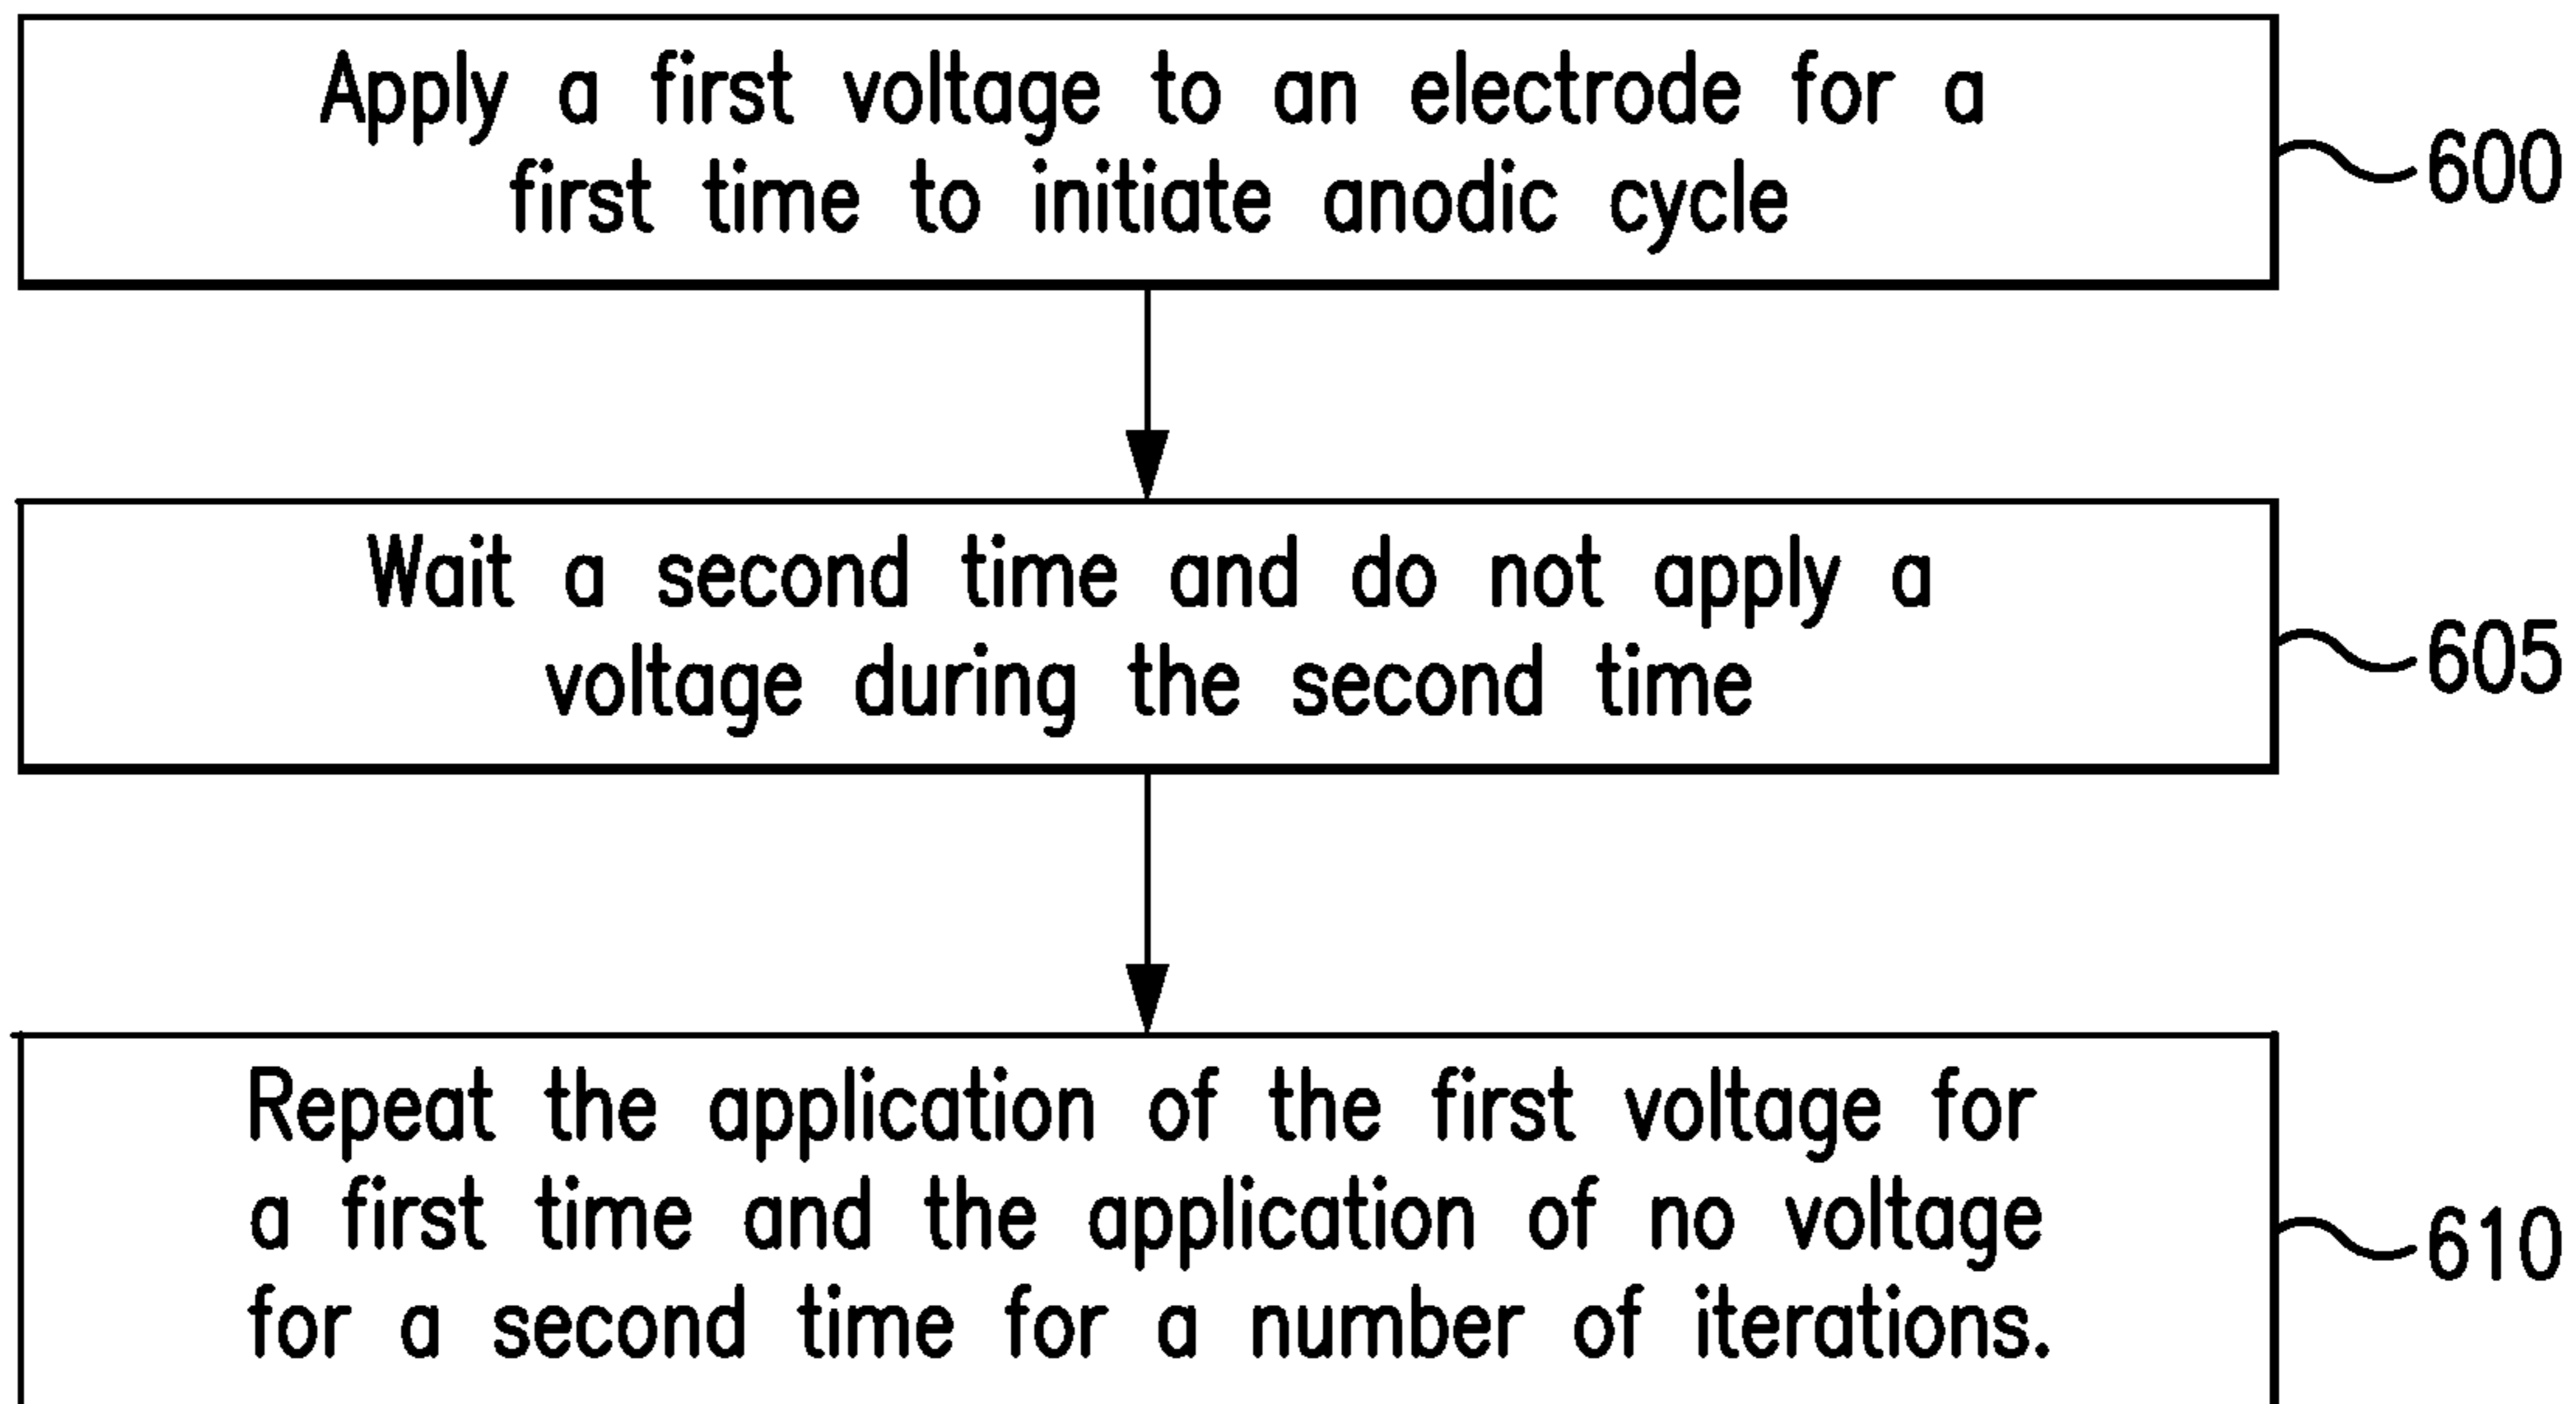 Apply a first voltage to an electrode for a
first time to initiate anodic cycle
600
Wait a second time and do not apply a
voltage during the second time
605
Repeat the application of the first voltage for
a first time and the application of no voltage
for a second time for a number of iterations.
610